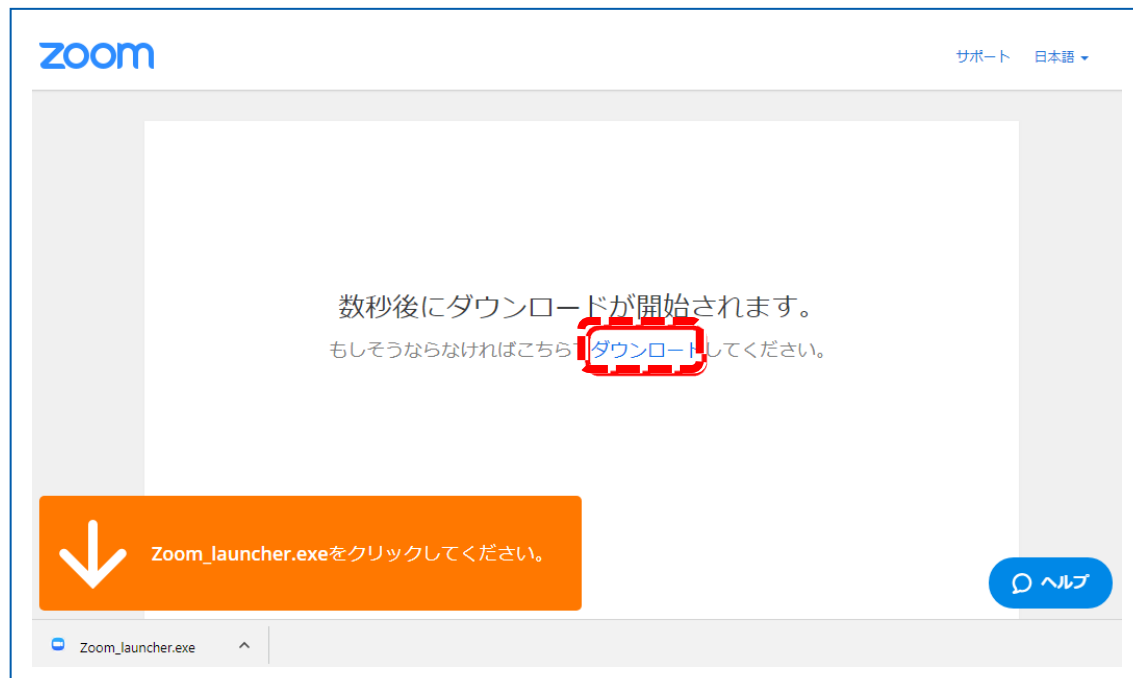 zoom
サポート 日本語
数秒後にダウンロードが開始されます。
もしそうならなければこちらでダウンロードしてください。
Zoom_launcher.exeをクリックしてください。
ヘルプ
Zoom_launcher.exe